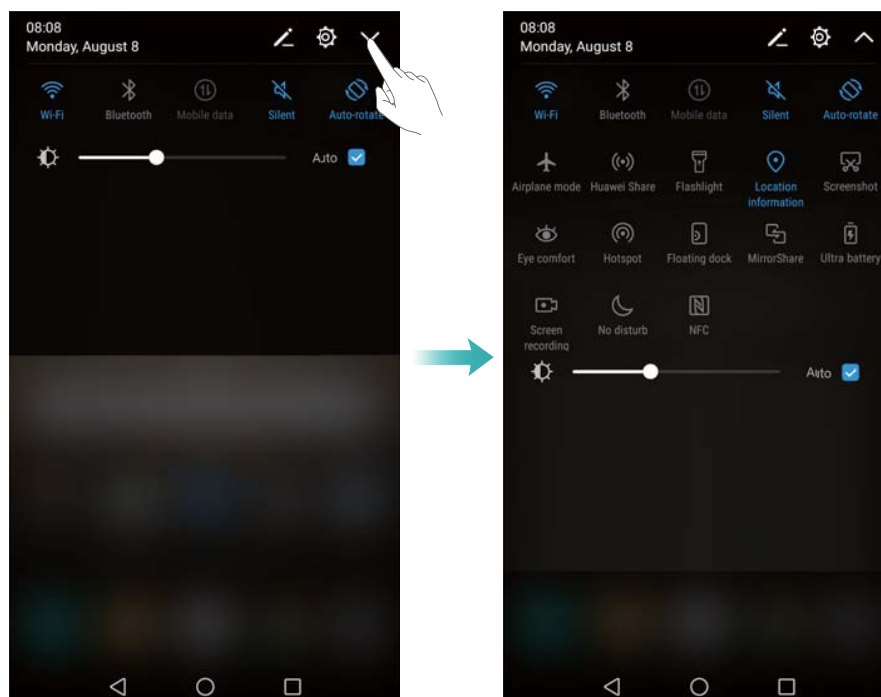 08:08
Monday, August 8
Wi-Fi Bluetooth Mobile data Silent Auto-rotate
Auto
08:08
Monday, August 8
Wi-Fi Bluetooth Mobile data Silent Auto-rotate
Airplane mode Huawei Share Flashlight Location Screenshot
information
Eye comfort Hotspot Floating dock MirrorShare Ultra battery
Screen No disturb NFC
recording
Auto